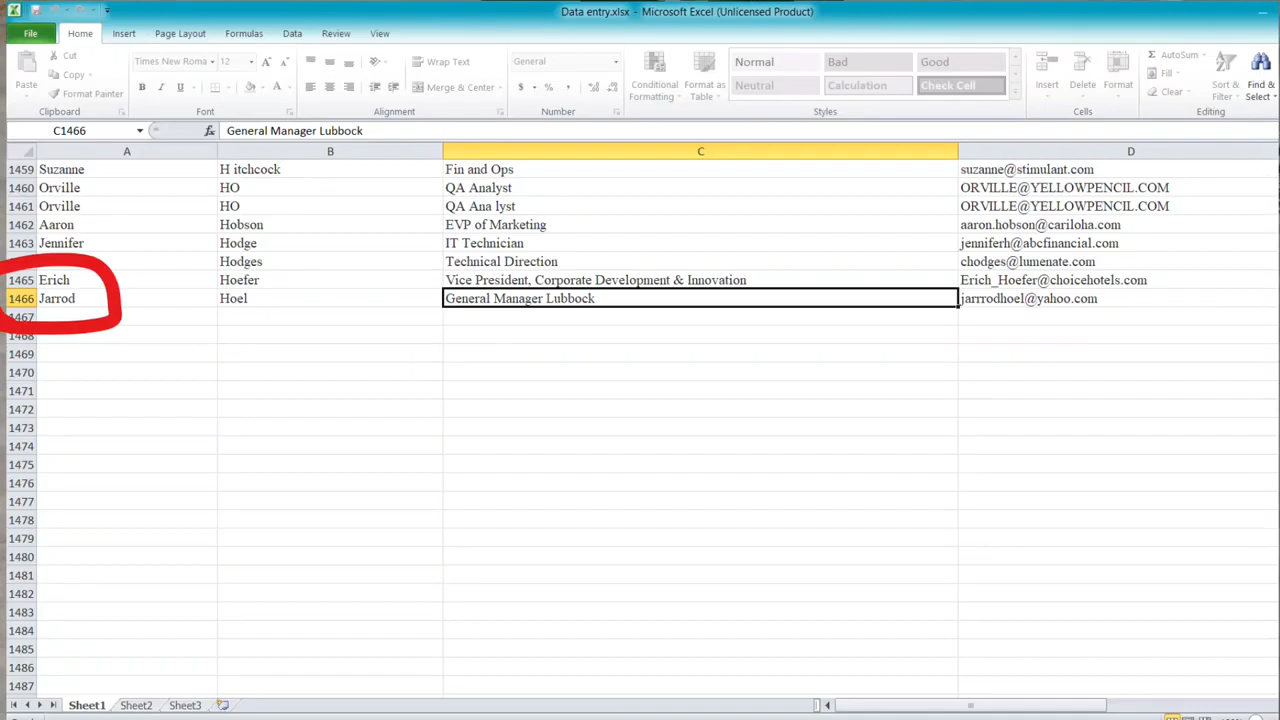 Data entry.xlsx - Microsoft Excel (Unlicensed Product)
File Home Insert Page Layout Formulas Data Review View
Paste Cut Copy Format Painter Clipboard
Times New Roma 12 B I U A Font
Wrap Text Merge & Center Alignment
General $ % , Number
Conditional Formatting Format as Table Normal Bad Good Neutral Calculation Check Cell Styles
Insert Delete Format Cells
Σ AutoSum Fill Clear Sort & Filter Find & Select Editing
C1466 fx General Manager Lubbock
A B C D
1459 Suzanne H itchcock Fin and Ops suzanne@stimulant.com
1460 Orville HO QA Analyst ORVILLE@YELLOWPENCIL.COM
1461 Orville HO QA Ana lyst ORVILLE@YELLOWPENCIL.COM
1462 Aaron Hobson EVP of Marketing aaron.hobson@cariloha.com
1463 Jennifer Hodge IT Technician jenniferh@abcfinancial.com
Hodges Technical Direction chodges@lumenate.com
1465 Erich Hoefer Vice President, Corporate Development & Innovation Erich_Hoefer@choicehotels.com
1466 Jarrod Hoel General Manager Lubbock jarrrodhoel@yahoo.com
1467
1468
1469
1470
1471
1472
1473
1474
1475
1476
1477
1478
1479
1480
1481
1482
1483
1484
1485
1486
1487
Sheet1 Sheet2 Sheet3